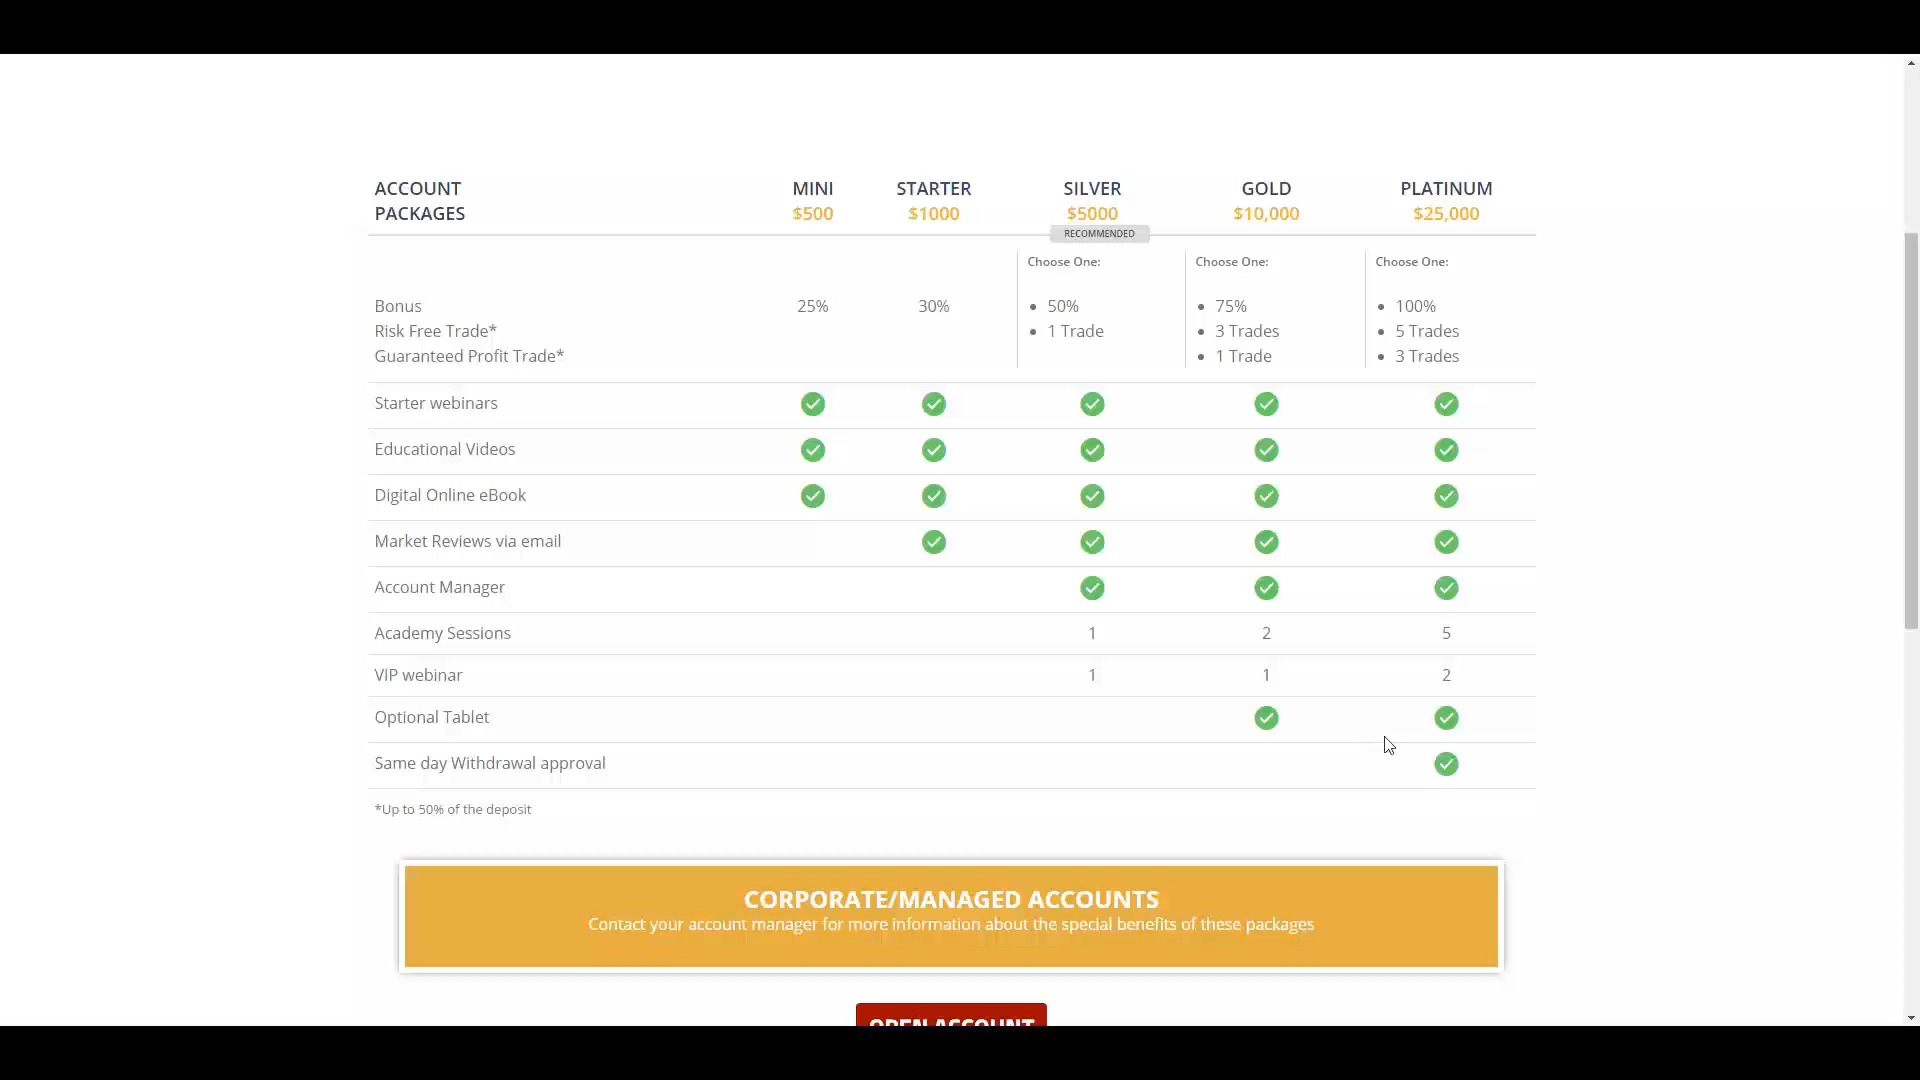 ACCOUNT PACKAGES MINI $500 STARTER $1000 SILVER $5000 GOLD $10,000 PLATINUM $25,000
RECOMMENDED
Choose One: Choose One: Choose One:
Bonus 25% 30% • 50% • 75% • 100%
Risk Free Trade* • 1 Trade • 3 Trades • 5 Trades
Guaranteed Profit Trade* • 1 Trade • 3 Trades
Starter webinars
Educational Videos
Digital Online eBook
Market Reviews via email
Account Manager
Academy Sessions 1 2 5
VIP webinar 1 1 2
Optional Tablet
Same day Withdrawal approval
*Up to 50% of the deposit
CORPORATE/MANAGED ACCOUNTS
Contact your account manager for more information about the special benefits of these packages
OPEN ACCOUNT